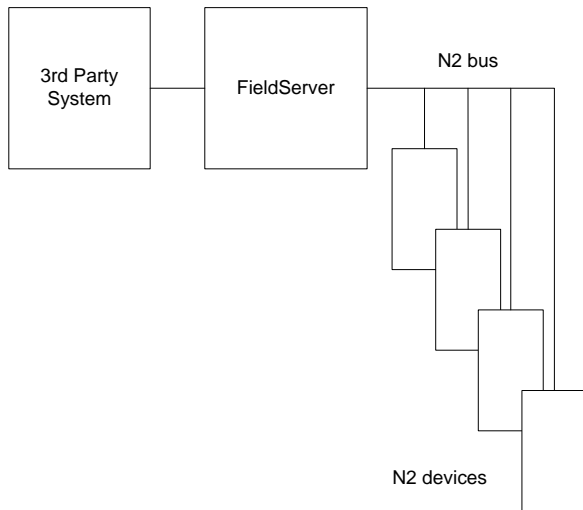 3rd Party
System
FieldServer
N2 bus
N2 devices